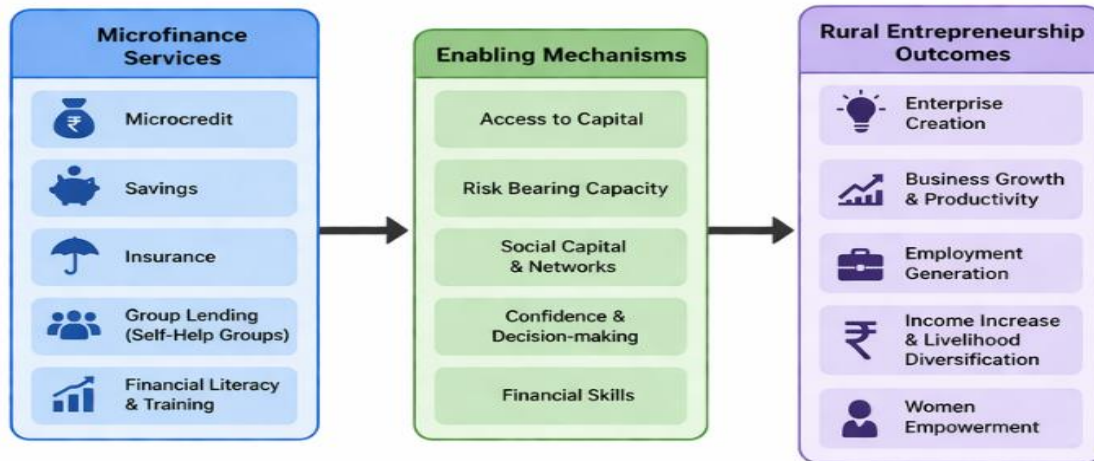 Microfinance
Services
Microcredit
₹
Savings
Insurance
Group Lending
(Self-Help Groups)
Financial Literacy
& Training
Enabling Mechanisms
Access to Capital
Risk Bearing Capacity
Social Capital
& Networks
Confidence &
Decision-making
Financial Skills
Rural Entrepreneurship
Outcomes
Enterprise
Creation
Business Growth
& Productivity
Employment
Generation
₹
Income Increase
& Livelihood
Diversification
Women
Empowerment